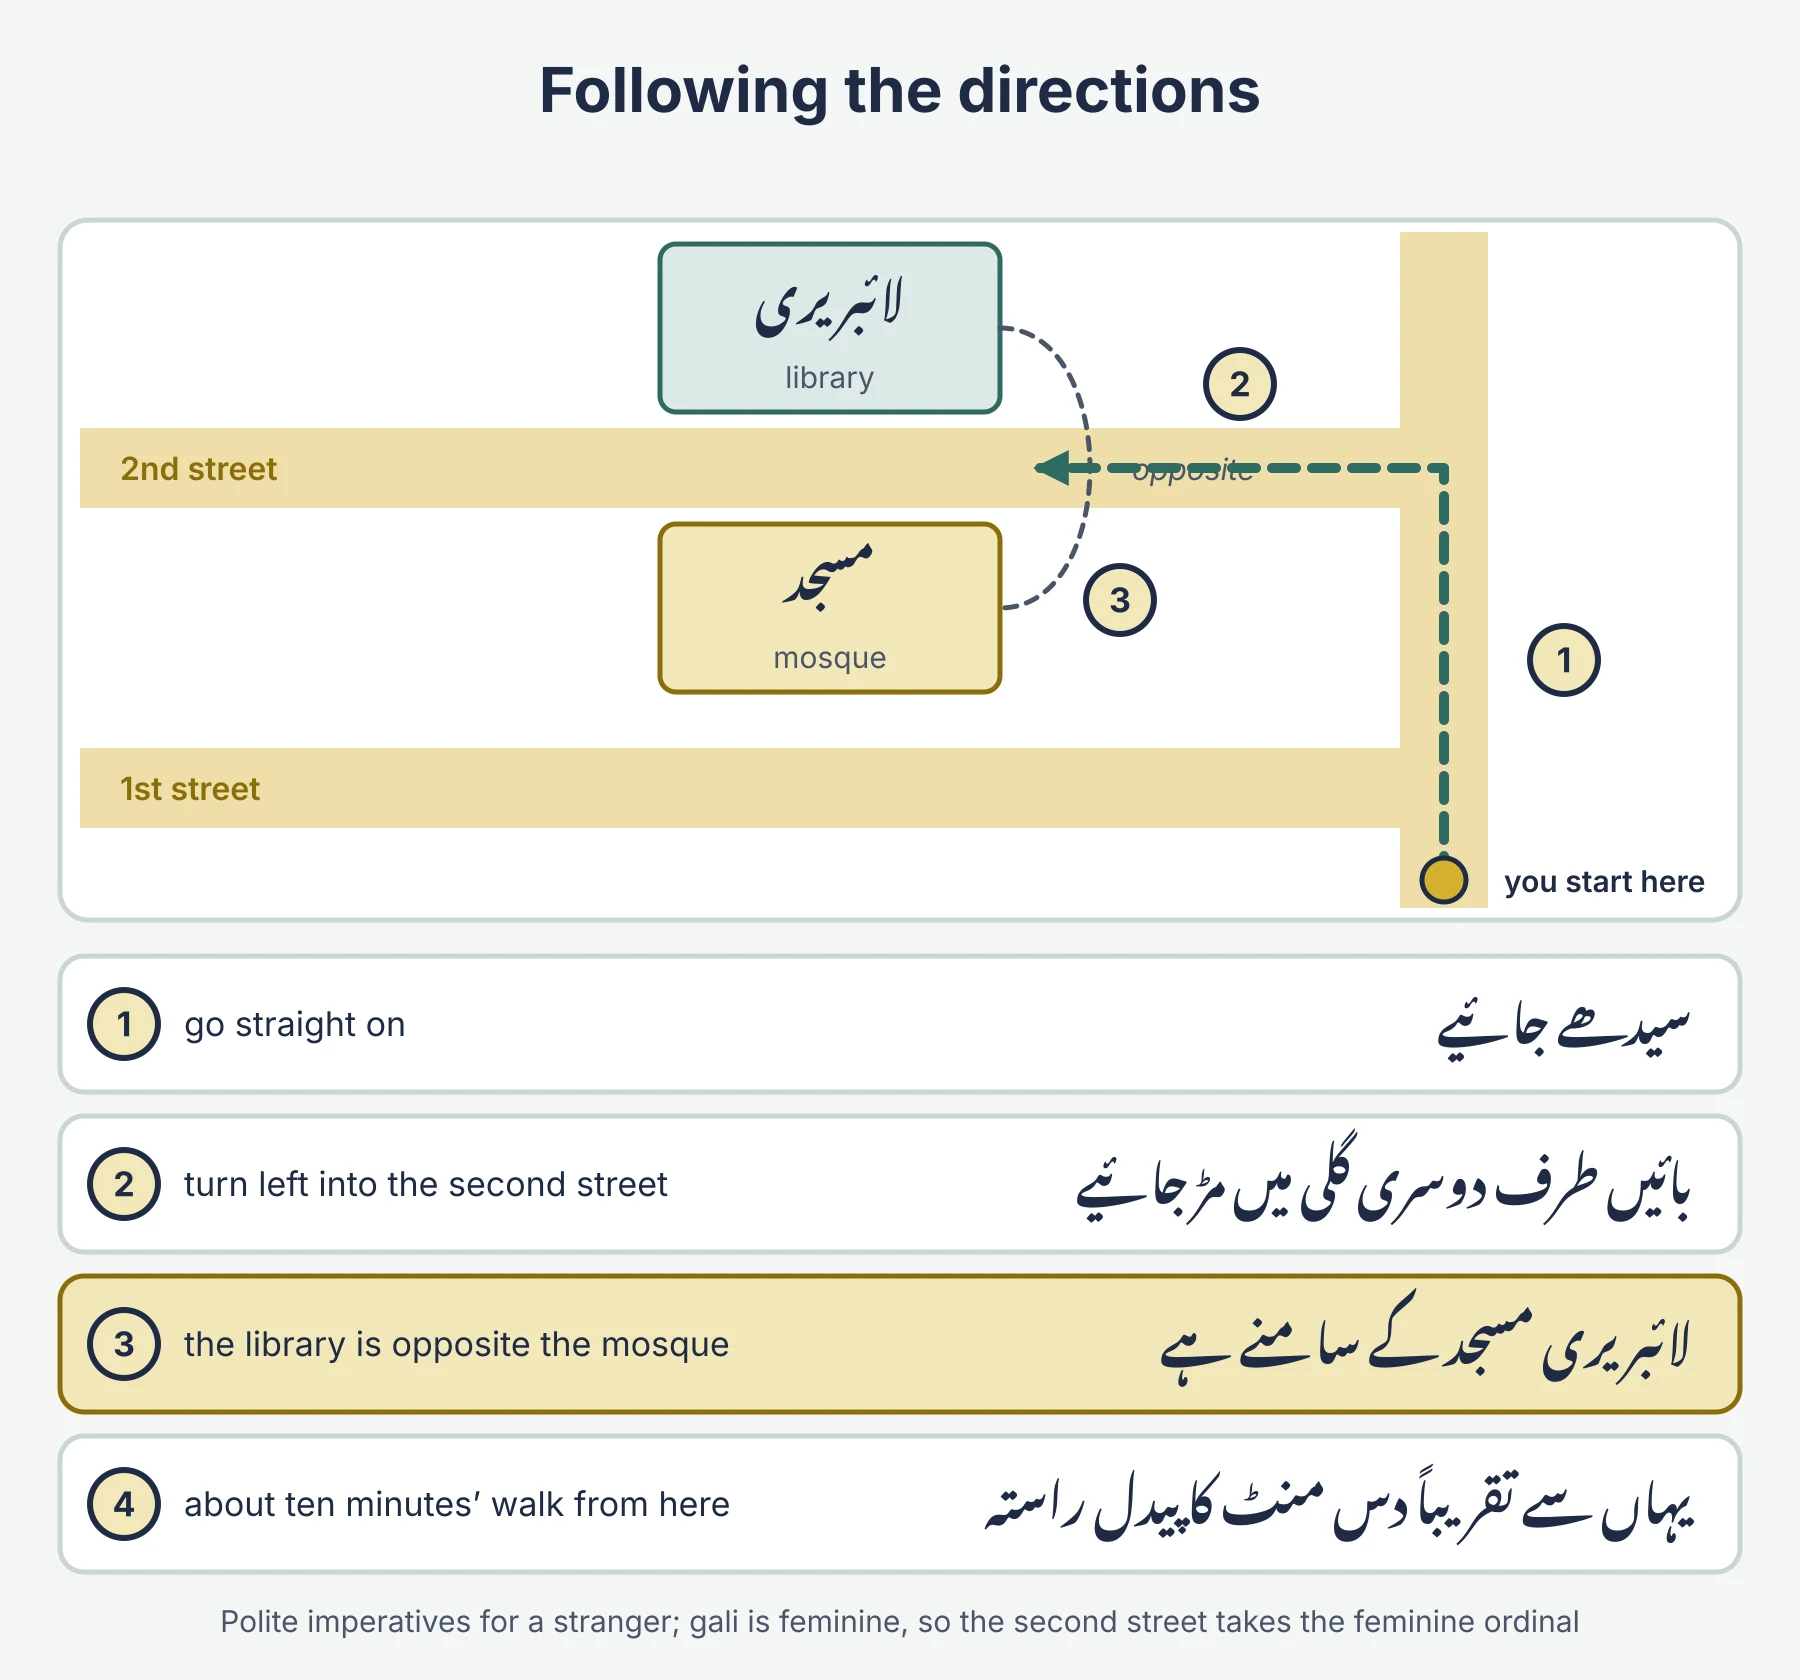 Following the directions
لائبریری
library
2
2nd street
opposite
مسجد
mosque
3
1
1st street
you start here
1 go straight on سیدھے جائیے
2 turn left into the second street بائیں طرف دوسری گلی میں مڑ جائیے
3 the library is opposite the mosque لائبریری مسجد کے سامنے ہے
4 about ten minutes’ walk from here یہاں سے تقریباً دس منٹ کا پیدل راستہ
Polite imperatives for a stranger; gali is feminine, so the second street takes the feminine ordinal